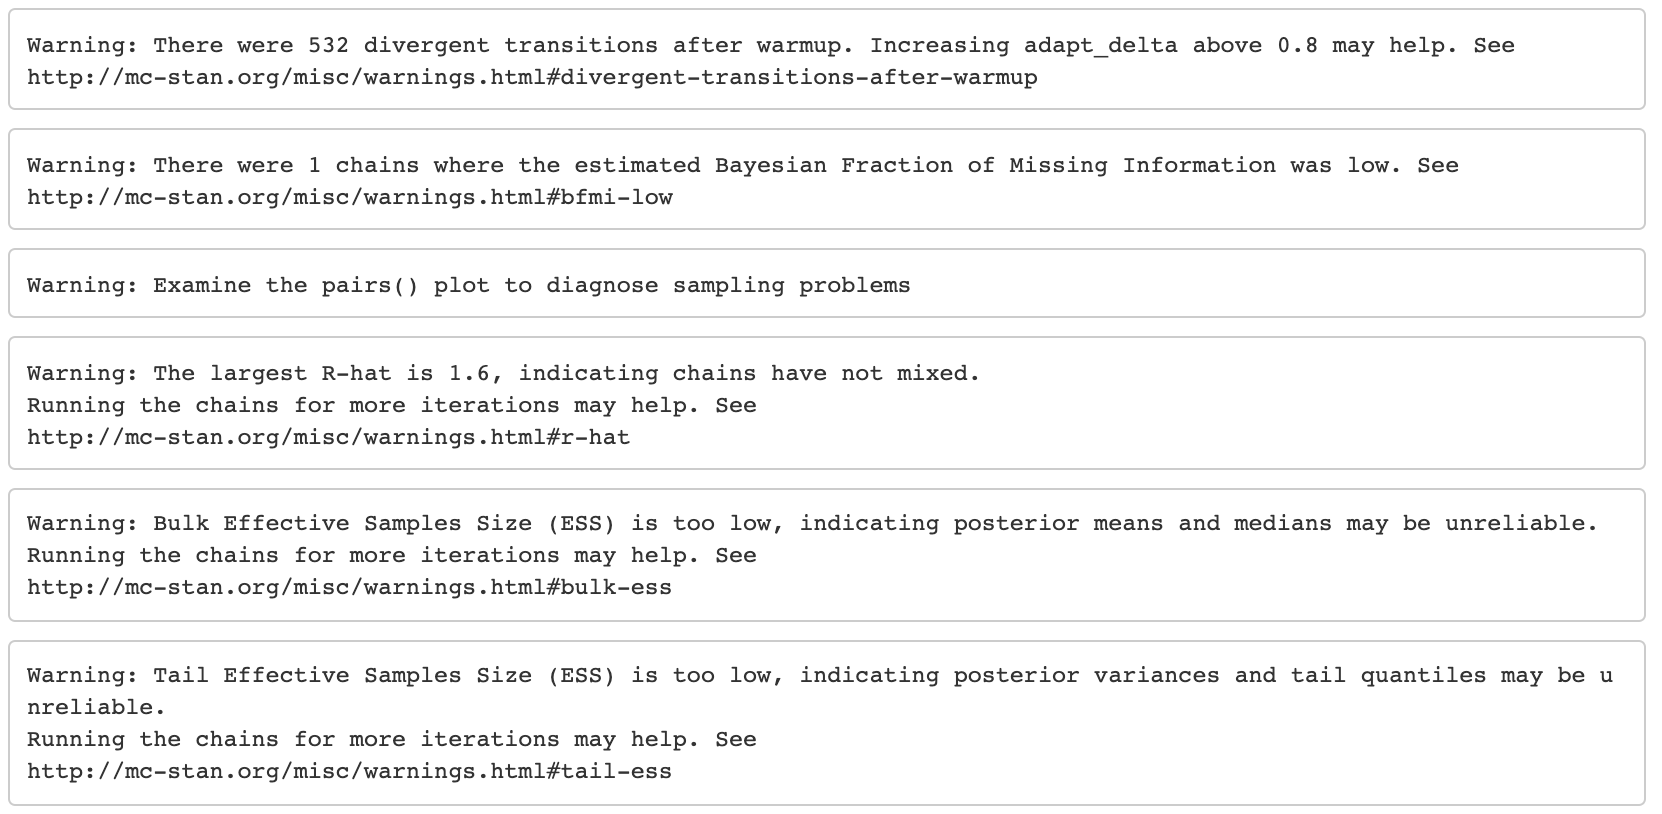 Warning: There were 532 divergent transitions after warmup. Increasing adapt_delta above 0.8 may help. See
http://mc-stan.org/misc/warnings.html#divergent-transitions-after-warmup
Warning: There were 1 chains where the estimated Bayesian Fraction of Missing Information was low. See
http://mc-stan.org/misc/warnings.html#bfmi-low
Warning: Examine the pairs() plot to diagnose sampling problems
Warning: The largest R-hat is 1.6, indicating chains have not mixed.
Running the chains for more iterations may help. See
http://mc-stan.org/misc/warnings.html#r-hat
Warning: Bulk Effective Samples Size (ESS) is too low, indicating posterior means and medians may be unreliable.
Running the chains for more iterations may help. See
http://mc-stan.org/misc/warnings.html#bulk-ess
Warning: Tail Effective Samples Size (ESS) is too low, indicating posterior variances and tail quantiles may be u
nreliable.
Running the chains for more iterations may help. See
http://mc-stan.org/misc/warnings.html#tail-ess